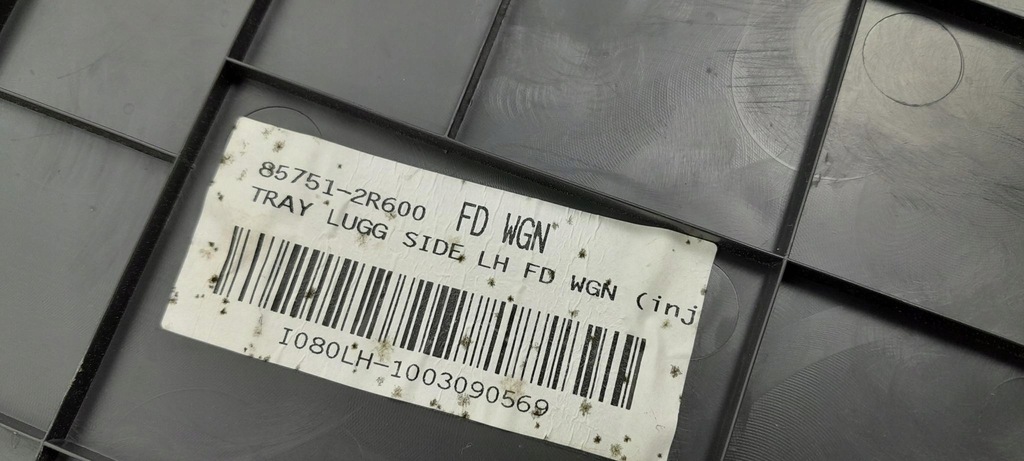 85751-2R600 FD WGN
TRAY LUGG SIDE LH FD WGN (inj
I080LH-1003090569